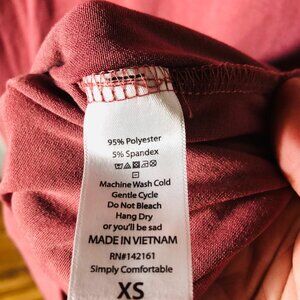 95% Polyester
5% Spandex
Machine Wash Cold
Gentle Cycle
Do Not Bleach
Hang Dry
or you'll be sad
MADE IN VIETNAM
RN#142161
Simply Comfortable
XS